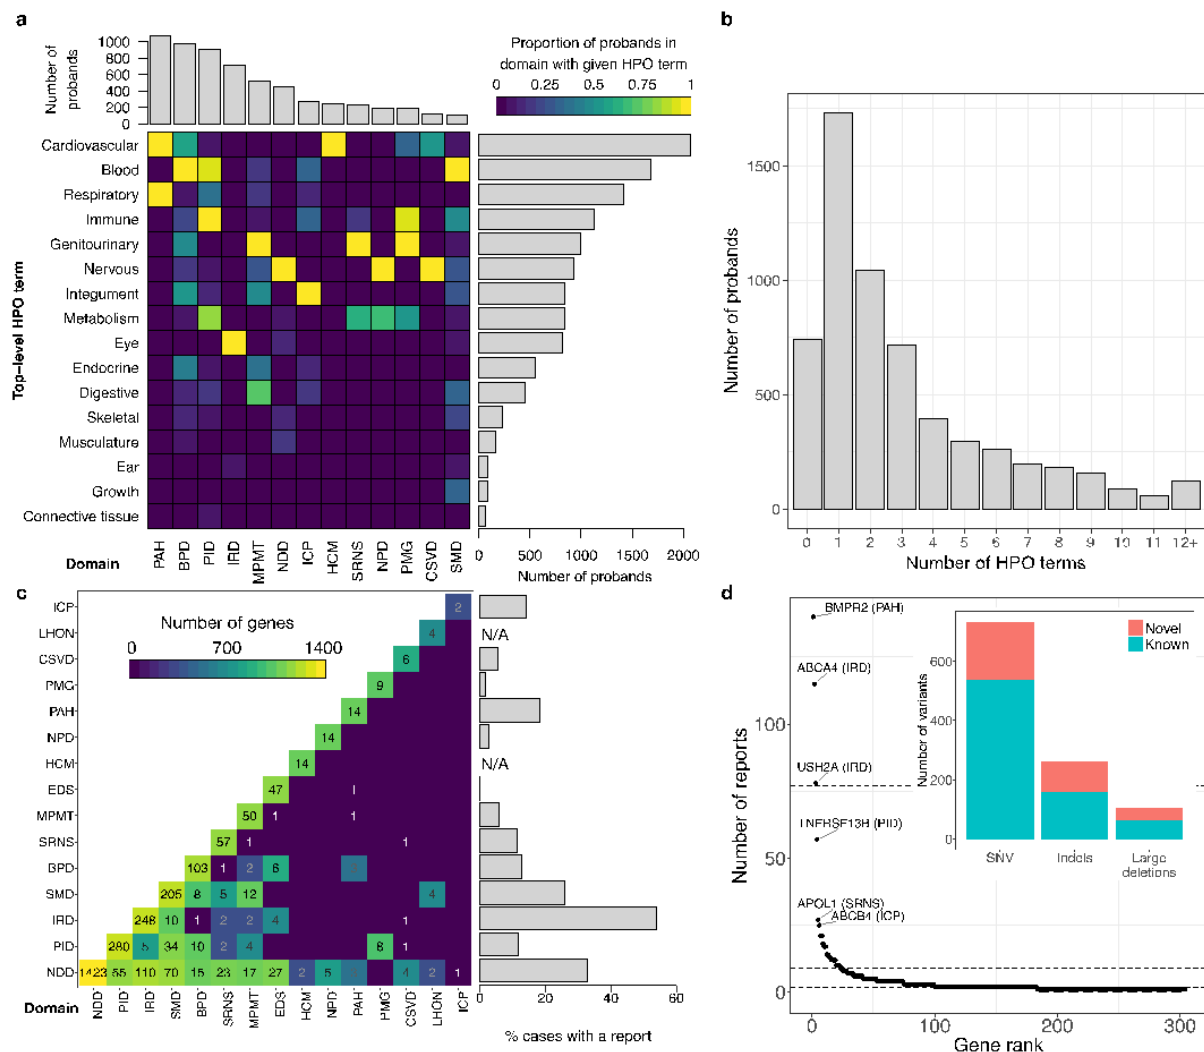 a
Number of
probands
1000
800
600
400
200
0
Proportion of probands in
domain with given HPO term
0 0.25 0.5 0.75 1
Top-level HPO term
Cardiovascular
Blood
Respiratory
Immune
Genitourinary
Nervous
Integument
Metabolism
Eye
Endocrine
Digestive
Skeletal
Musculature
Ear
Growth
Connective tissue
Domain
PAH BPD PID IRD MPMT NDD ICP HCM SRNS NPD PMG CSVD SMD
0 500 1000 1500 2000
Number of probands
b
Number of probands
1500
1000
500
0
0 1 2 3 4 5 6 7 8 9 10 11 12+
Number of HPO terms
c
Number of genes
0 700 1400
ICP 2
LHON 4 N/A
CSVD 6
PMG 9
PAH 14
NPD 14
HCM 14 N/A
EDS 47 1
MPMT 50 1 1
SRNS 57 1 1
BPD 103 1 2 6
SMD 205 8 5 12 4
IRD 248 10 1 2 2 4 1
PID 280 5 34 10 2 4 6 1
NDD 1423 55 110 70 15 23 17 27 2 5 4 2 1
Domain
NDD PID IRD SMD BPD SRNS MPMT EDS HCM NPD PAH PMG CSVD LHON ICP
0 20 40 60
% cases with a report
d
Number of reports
100
50
0
BMPR2 (PAH)
ABCA4 (IRD)
USH2A (IRD)
TNFRSF13B (PID)
APOL1 (SRNS)
ABCB4 (ICP)
0 100 200 300
Gene rank
Number of variants
600
400
200
0
Novel
Known
SNV
Indels
Large
deletions